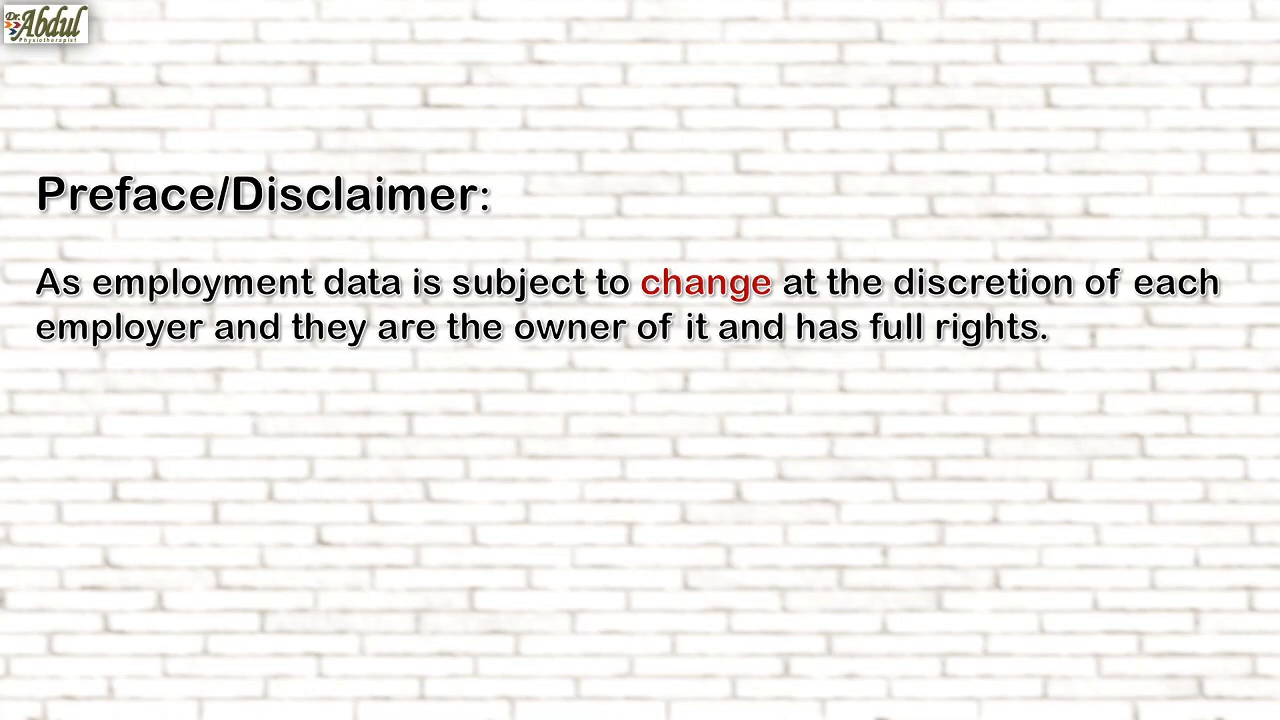 Dr. Abdul
Physiotherapist
Preface/Disclaimer:
As employment data is subject to change at the discretion of each
employer and they are the owner of it and has full rights.